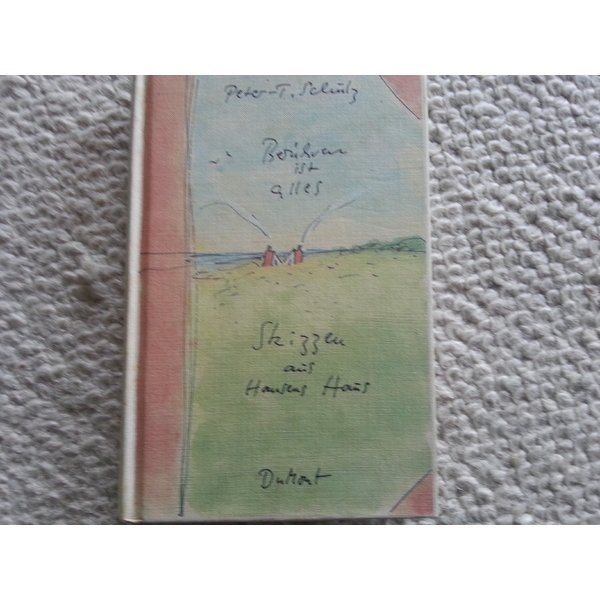 Peter-T. Schulz
Berühren
ist
alles
Skizzen
aus
Hansens Haus
DuMont